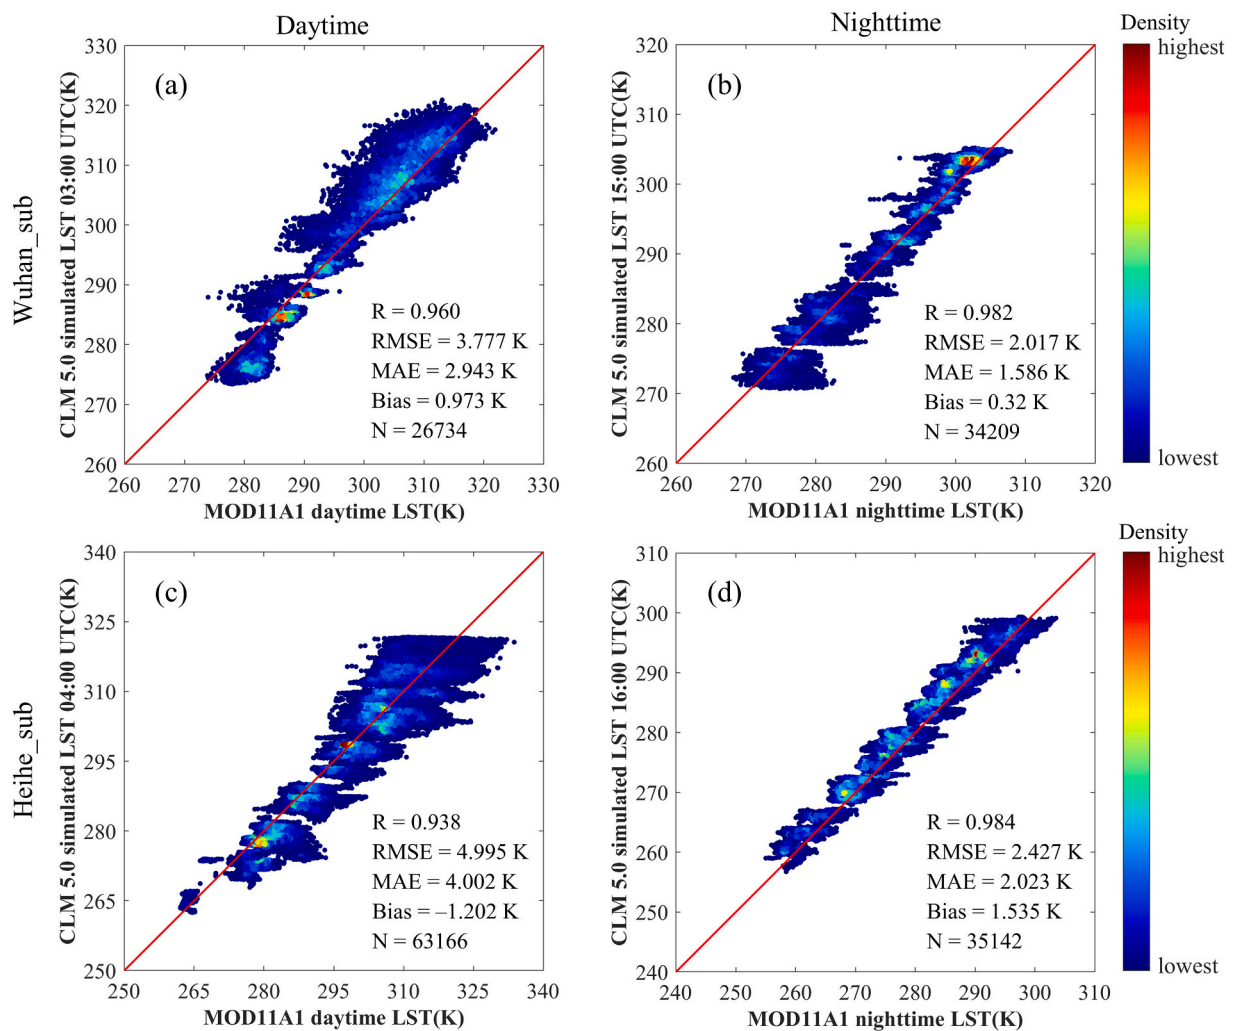 Daytime
Nighttime
Density
highest
lowest
Wuhan_sub
(a)
CLM 5.0 simulated LST 03:00 UTC(K)
330
320
310
300
290
280
270
260
R = 0.960
RMSE = 3.777 K
MAE = 2.943 K
Bias = 0.973 K
N = 26734
260 270 280 290 300 310 320 330
MOD11A1 daytime LST(K)
(b)
CLM 5.0 simulated LST 15:00 UTC(K)
320
310
300
290
280
270
260
R = 0.982
RMSE = 2.017 K
MAE = 1.586 K
Bias = 0.32 K
N = 34209
260 270 280 290 300 310 320
MOD11A1 nighttime LST(K)
Density
highest
lowest
Heihe_sub
(c)
CLM 5.0 simulated LST 04:00 UTC(K)
340
325
310
295
280
265
250
R = 0.938
RMSE = 4.995 K
MAE = 4.002 K
Bias = –1.202 K
N = 63166
250 265 280 295 310 325 340
MOD11A1 daytime LST(K)
(d)
CLM 5.0 simulated LST 16:00 UTC(K)
310
300
290
280
270
260
250
240
R = 0.984
RMSE = 2.427 K
MAE = 2.023 K
Bias = 1.535 K
N = 35142
240 250 260 270 280 290 300 310
MOD11A1 nighttime LST(K)